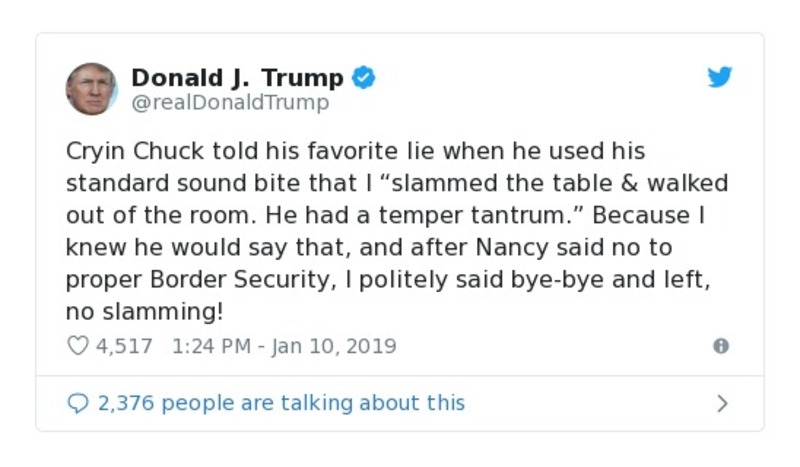 Donald J. Trump
@realDonaldTrump
Cryin Chuck told his favorite lie when he used his
standard sound bite that I “slammed the table & walked
out of the room. He had a temper tantrum.” Because I
knew he would say that, and after Nancy said no to
proper Border Security, I politely said bye-bye and left,
no slamming!
4,517 1:24 PM - Jan 10, 2019
2,376 people are talking about this